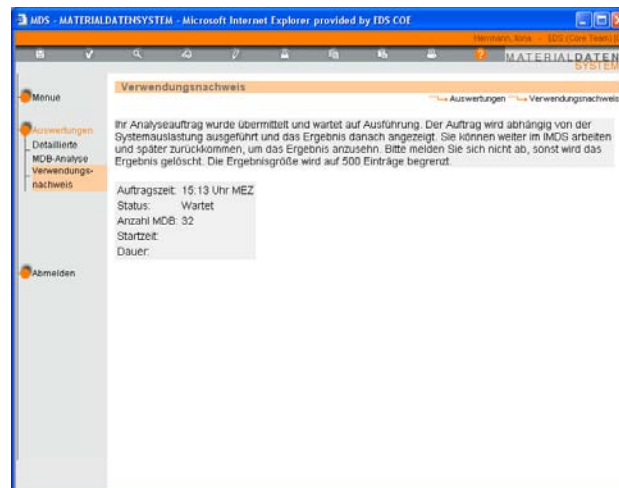 MDS - MATERIALDATENSYSTEM - Microsoft Internet Explorer provided by EDS COE
Herrmann, Ilona - EDS (Core Team)
MATERIALDATEN
SYSTEM
Menue
Auswertungen
Detaillierte
MDB-Analyse
Verwendungs-
nachweis
Abmelden
Verwendungsnachweis
Auswertungen Verwendungsnachweis
Ihr Analyseauftrag wurde übermittelt und wartet auf Ausführung. Der Auftrag wird abhängig von der
Systemauslastung ausgeführt und das Ergebnis danach angezeigt. Sie können weiter im IMDS arbeiten
und später zurückkommen, um das Ergebnis anzusehen. Bitte melden Sie sich nicht ab, sonst wird das
Ergebnis gelöscht. Die Ergebnisgröße wird auf 500 Einträge begrenzt.
Auftragszeit: 15:13 Uhr MEZ
Status: Wartet
Anzahl MDB: 32
Startzeit:
Dauer: